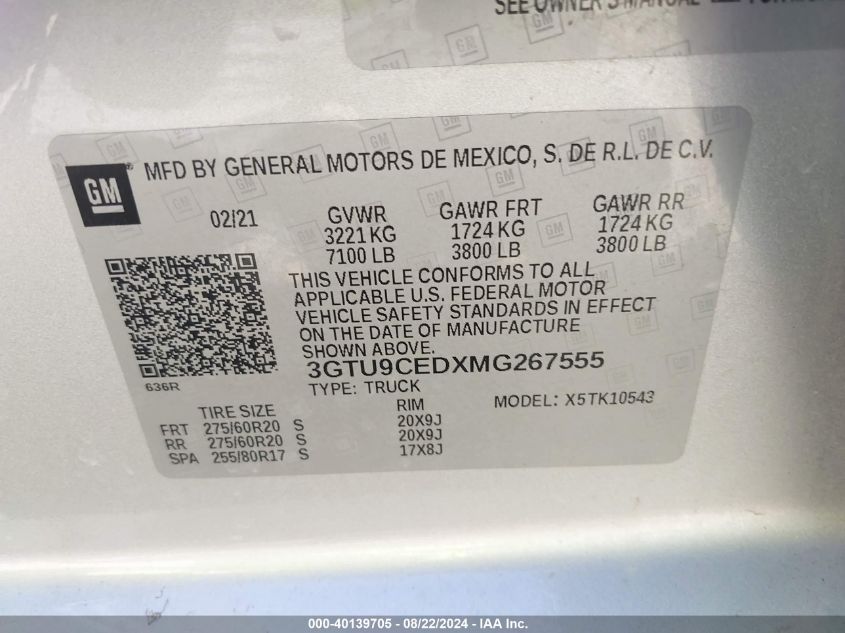 SEE OWNER'S MANUAL
GM
MFD BY GENERAL MOTORS DE MEXICO, S. DE R.L. DE C.V.
02/21 GVWR GAWR FRT GAWR RR
3221 KG 1724 KG 1724 KG
7100 LB 3800 LB 3800 LB
THIS VEHICLE CONFORMS TO ALL
APPLICABLE U.S. FEDERAL MOTOR
VEHICLE SAFETY STANDARDS IN EFFECT
ON THE DATE OF MANUFACTURE
SHOWN ABOVE.
636R
3GTU9CEDXMG267555
TYPE: TRUCK MODEL: X5TK10543
TIRE SIZE RIM
FRT 275/60R20 S 20X9J
RR 275/60R20 S 20X9J
SPA 255/80R17 S 17X8J
000-40139705 - 08/22/2024 - IAA Inc.